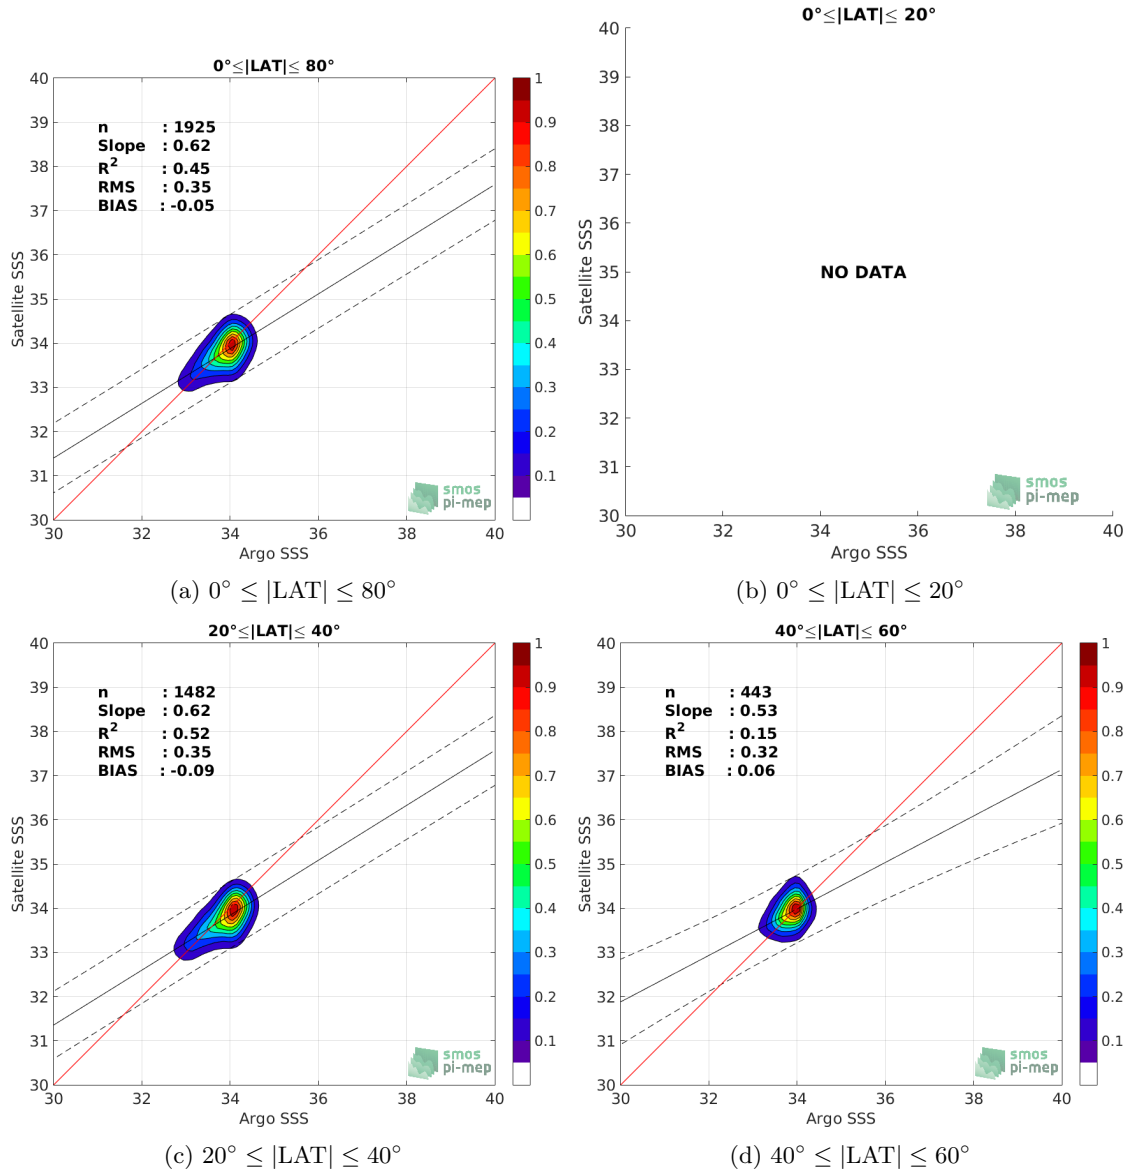 0°≤|LAT|≤ 80°
40
39
38
37
36
35
34
33
32
31
30
Satellite SSS
n : 1925
Slope : 0.62
R² : 0.45
RMS : 0.35
BIAS : -0.05
smos
pi-mep
30 32 34 36 38 40
Argo SSS
1
0.9
0.8
0.7
0.6
0.5
0.4
0.3
0.2
0.1
(a) 0° ≤ |LAT| ≤ 80°
0°≤|LAT|≤ 20°
40
39
38
37
36
35
34
33
32
31
30
Satellite SSS
NO DATA
smos
pi-mep
30 32 34 36 38 40
Argo SSS
(b) 0° ≤ |LAT| ≤ 20°
20°≤|LAT|≤ 40°
40
39
38
37
36
35
34
33
32
31
30
Satellite SSS
n : 1482
Slope : 0.62
R² : 0.52
RMS : 0.35
BIAS : -0.09
smos
pi-mep
30 32 34 36 38 40
Argo SSS
1
0.9
0.8
0.7
0.6
0.5
0.4
0.3
0.2
0.1
(c) 20° ≤ |LAT| ≤ 40°
40°≤|LAT|≤ 60°
40
39
38
37
36
35
34
33
32
31
30
Satellite SSS
n : 443
Slope : 0.53
R² : 0.15
RMS : 0.32
BIAS : 0.06
smos
pi-mep
30 32 34 36 38 40
Argo SSS
1
0.9
0.8
0.7
0.6
0.5
0.4
0.3
0.2
0.1
(d) 40° ≤ |LAT| ≤ 60°